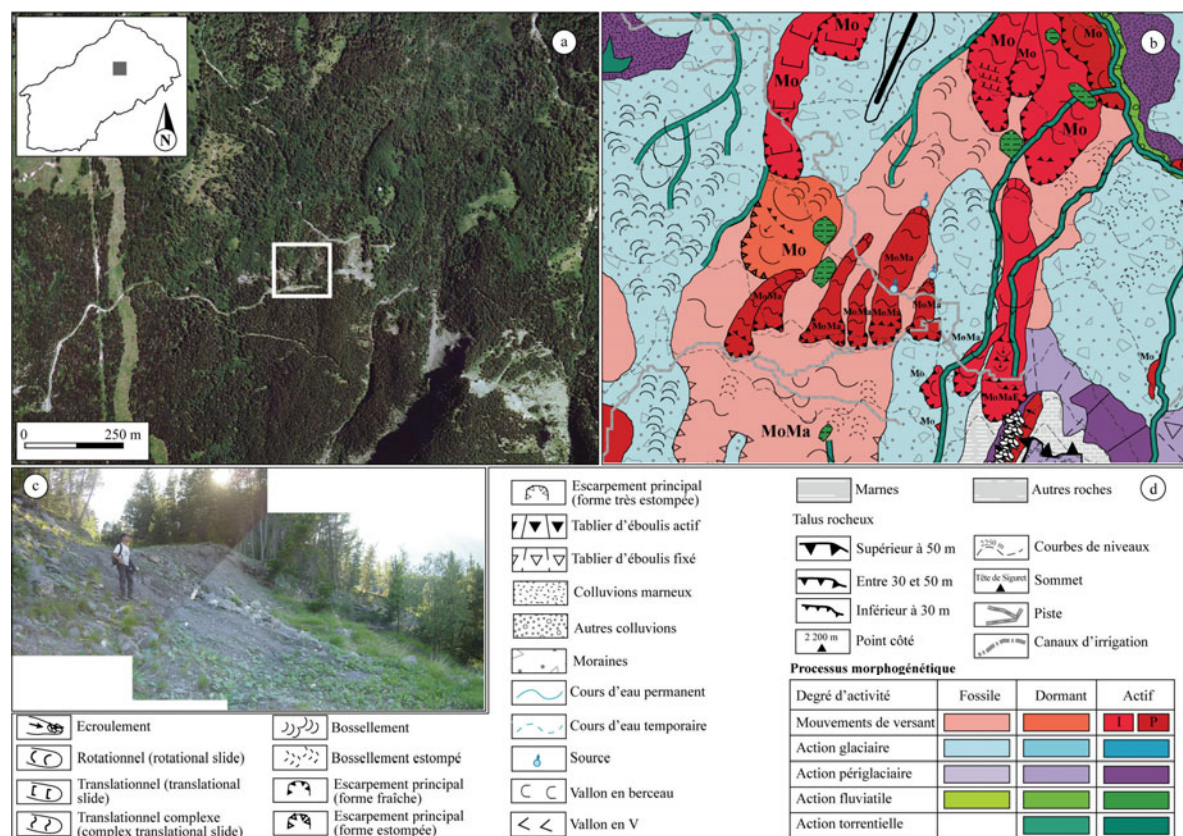 N
a
0 250 m
b
Mo
Mo
Mo
Mo
Mo
Mo
MoMa
MoMa
MoMa
MoMa
MoMa
MoMa
MoMa
Mo
Mo
Mo
MoMa
c
Ecroulement
Rotationnel (rotational slide)
Translationnel (translational
slide)
Translationnel complexe
(complex translational slide)
Bossellement
Bossellement estompé
Escarpement principal
(forme fraîche)
Escarpement principal
(forme estompée)
Escarpement principal
(forme très estompée)
Tablier d'éboulis actif
Tablier d'éboulis fixé
Colluvions marneux
Autres colluvions
Moraines
Cours d'eau permanent
Cours d'eau temporaire
Source
Vallon en berceau
Vallon en V
d
Marnes
Autres roches
Talus rocheux
Supérieur à 50 m
Entre 30 et 50 m
Inférieur à 30 m
2 200 m
Point côté
2250 m
Courbes de niveaux
Tête de Siguret
Sommet
Piste
Canaux d'irrigation
Processus morphogénétique
Degré d'activité Fossile Dormant Actif
Mouvements de versant I P
Action glaciaire
Action périglaciaire
Action fluviatile
Action torrentielle